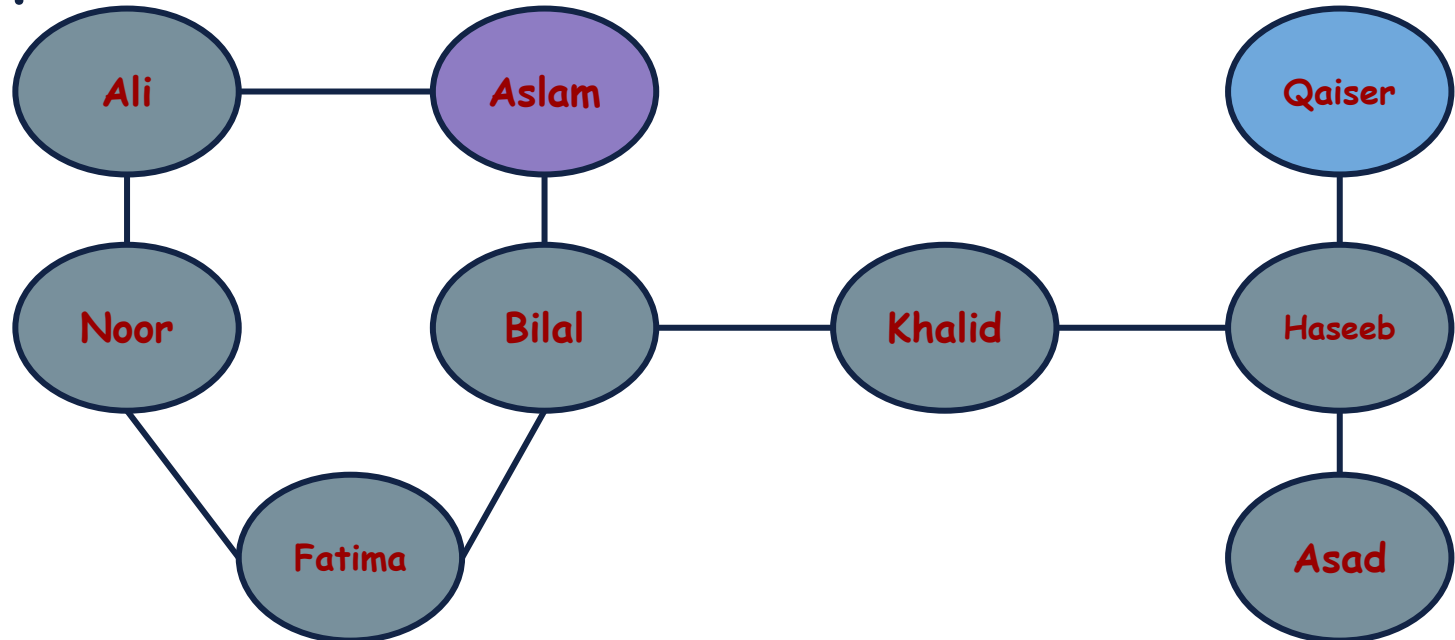 Ali
Aslam
Qaiser
Noor
Bilal
Khalid
Haseeb
Fatima
Asad